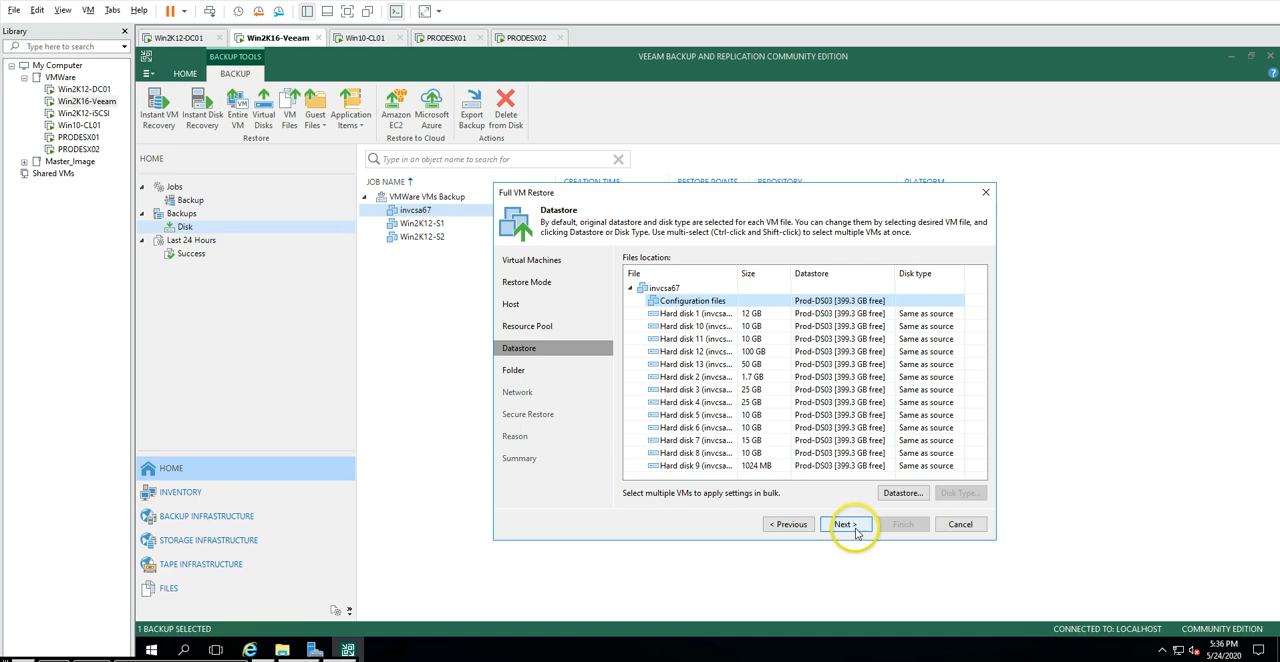 File Edit View VM Tabs Help
Library
Type here to search
My Computer
VMWare
Win2K12-DC01
Win2K16-Veeam
Win2K12-iSCSI
Win10-CL01
PRODESX01
PRODESX02
Master_Image
Shared VMs
Win2K12-DC01 Win2K16-Veeam Win10-CL01 PRODESX01 PRODESX02
BACKUP TOOLS
VEEAM BACKUP AND REPLICATION COMMUNITY EDITION
HOME BACKUP
Instant VM Recovery
Instant Disk Recovery
Entire VM
Virtual Disks
VM Files
Guest Files
Application Items
Amazon EC2
Microsoft Azure
Export Backup
Delete from Disk
Restore
Restore to Cloud
Actions
HOME
Jobs
Backup
Backups
Disk
Last 24 Hours
Success
HOME
INVENTORY
BACKUP INFRASTRUCTURE
STORAGE INFRASTRUCTURE
TAPE INFRASTRUCTURE
FILES
Type in an object name to search for
JOB NAME CREATION TIME RESTORE POINTS REPOSITORY PLATFORM
VMWare VMs Backup
invcsa67
Win2K12-S1
Win2K12-S2
Full VM Restore
Datastore
By default, original datastore and disk type are selected for each VM file. You can change them by selecting desired VM file, and
clicking Datastore or Disk Type. Use multi-select (Ctrl-click and Shift-click) to select multiple VMs at once.
Virtual Machines
Restore Mode
Host
Resource Pool
Datastore
Folder
Network
Secure Restore
Reason
Summary
Files location:
File Size Datastore Disk type
invcsa67
Configuration files Prod-DS03 [399.3 GB free]
Hard disk 1 (invcsa... 12 GB Prod-DS03 [399.3 GB free] Same as source
Hard disk 10 (invcs... 10 GB Prod-DS03 [399.3 GB free] Same as source
Hard disk 11 (invcs... 10 GB Prod-DS03 [399.3 GB free] Same as source
Hard disk 12 (invcs... 100 GB Prod-DS03 [399.3 GB free] Same as source
Hard disk 13 (invcs... 50 GB Prod-DS03 [399.3 GB free] Same as source
Hard disk 2 (invcsa... 1.7 GB Prod-DS03 [399.3 GB free] Same as source
Hard disk 3 (invcsa... 25 GB Prod-DS03 [399.3 GB free] Same as source
Hard disk 4 (invcsa... 25 GB Prod-DS03 [399.3 GB free] Same as source
Hard disk 5 (invcsa... 10 GB Prod-DS03 [399.3 GB free] Same as source
Hard disk 6 (invcsa... 10 GB Prod-DS03 [399.3 GB free] Same as source
Hard disk 7 (invcsa... 15 GB Prod-DS03 [399.3 GB free] Same as source
Hard disk 8 (invcsa... 10 GB Prod-DS03 [399.3 GB free] Same as source
Hard disk 9 (invcsa... 1024 MB Prod-DS03 [399.3 GB free] Same as source
Select multiple VMs to apply settings in bulk. Datastore... Disk Type...
< Previous Next > Finish Cancel
1 BACKUP SELECTED CONNECTED TO: LOCALHOST COMMUNITY EDITION
5:36 PM
5/24/2020